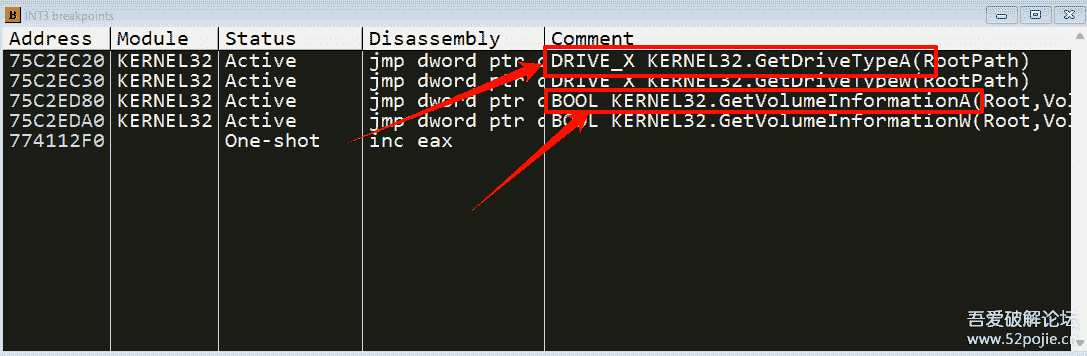 B INT3 breakpoints
Address Module Status Disassembly Comment
75C2EC20 KERNEL32 Active jmp dword ptr DRIVE_X KERNEL32.GetDriveTypeA(RootPath)
75C2EC30 KERNEL32 Active jmp dword ptr DRIVE_X KERNEL32.GetDriveTypeW(RootPath)
75C2ED80 KERNEL32 Active jmp dword ptr d BOOL KERNEL32.GetVolumeInformationA(Root,Vol
75C2EDA0 KERNEL32 Active jmp dword ptr d BOOL KERNEL32.GetVolumeInformationW(Root,Vol
774112F0 One-shot inc eax
吾爱破解论坛
www.52pojie.cn